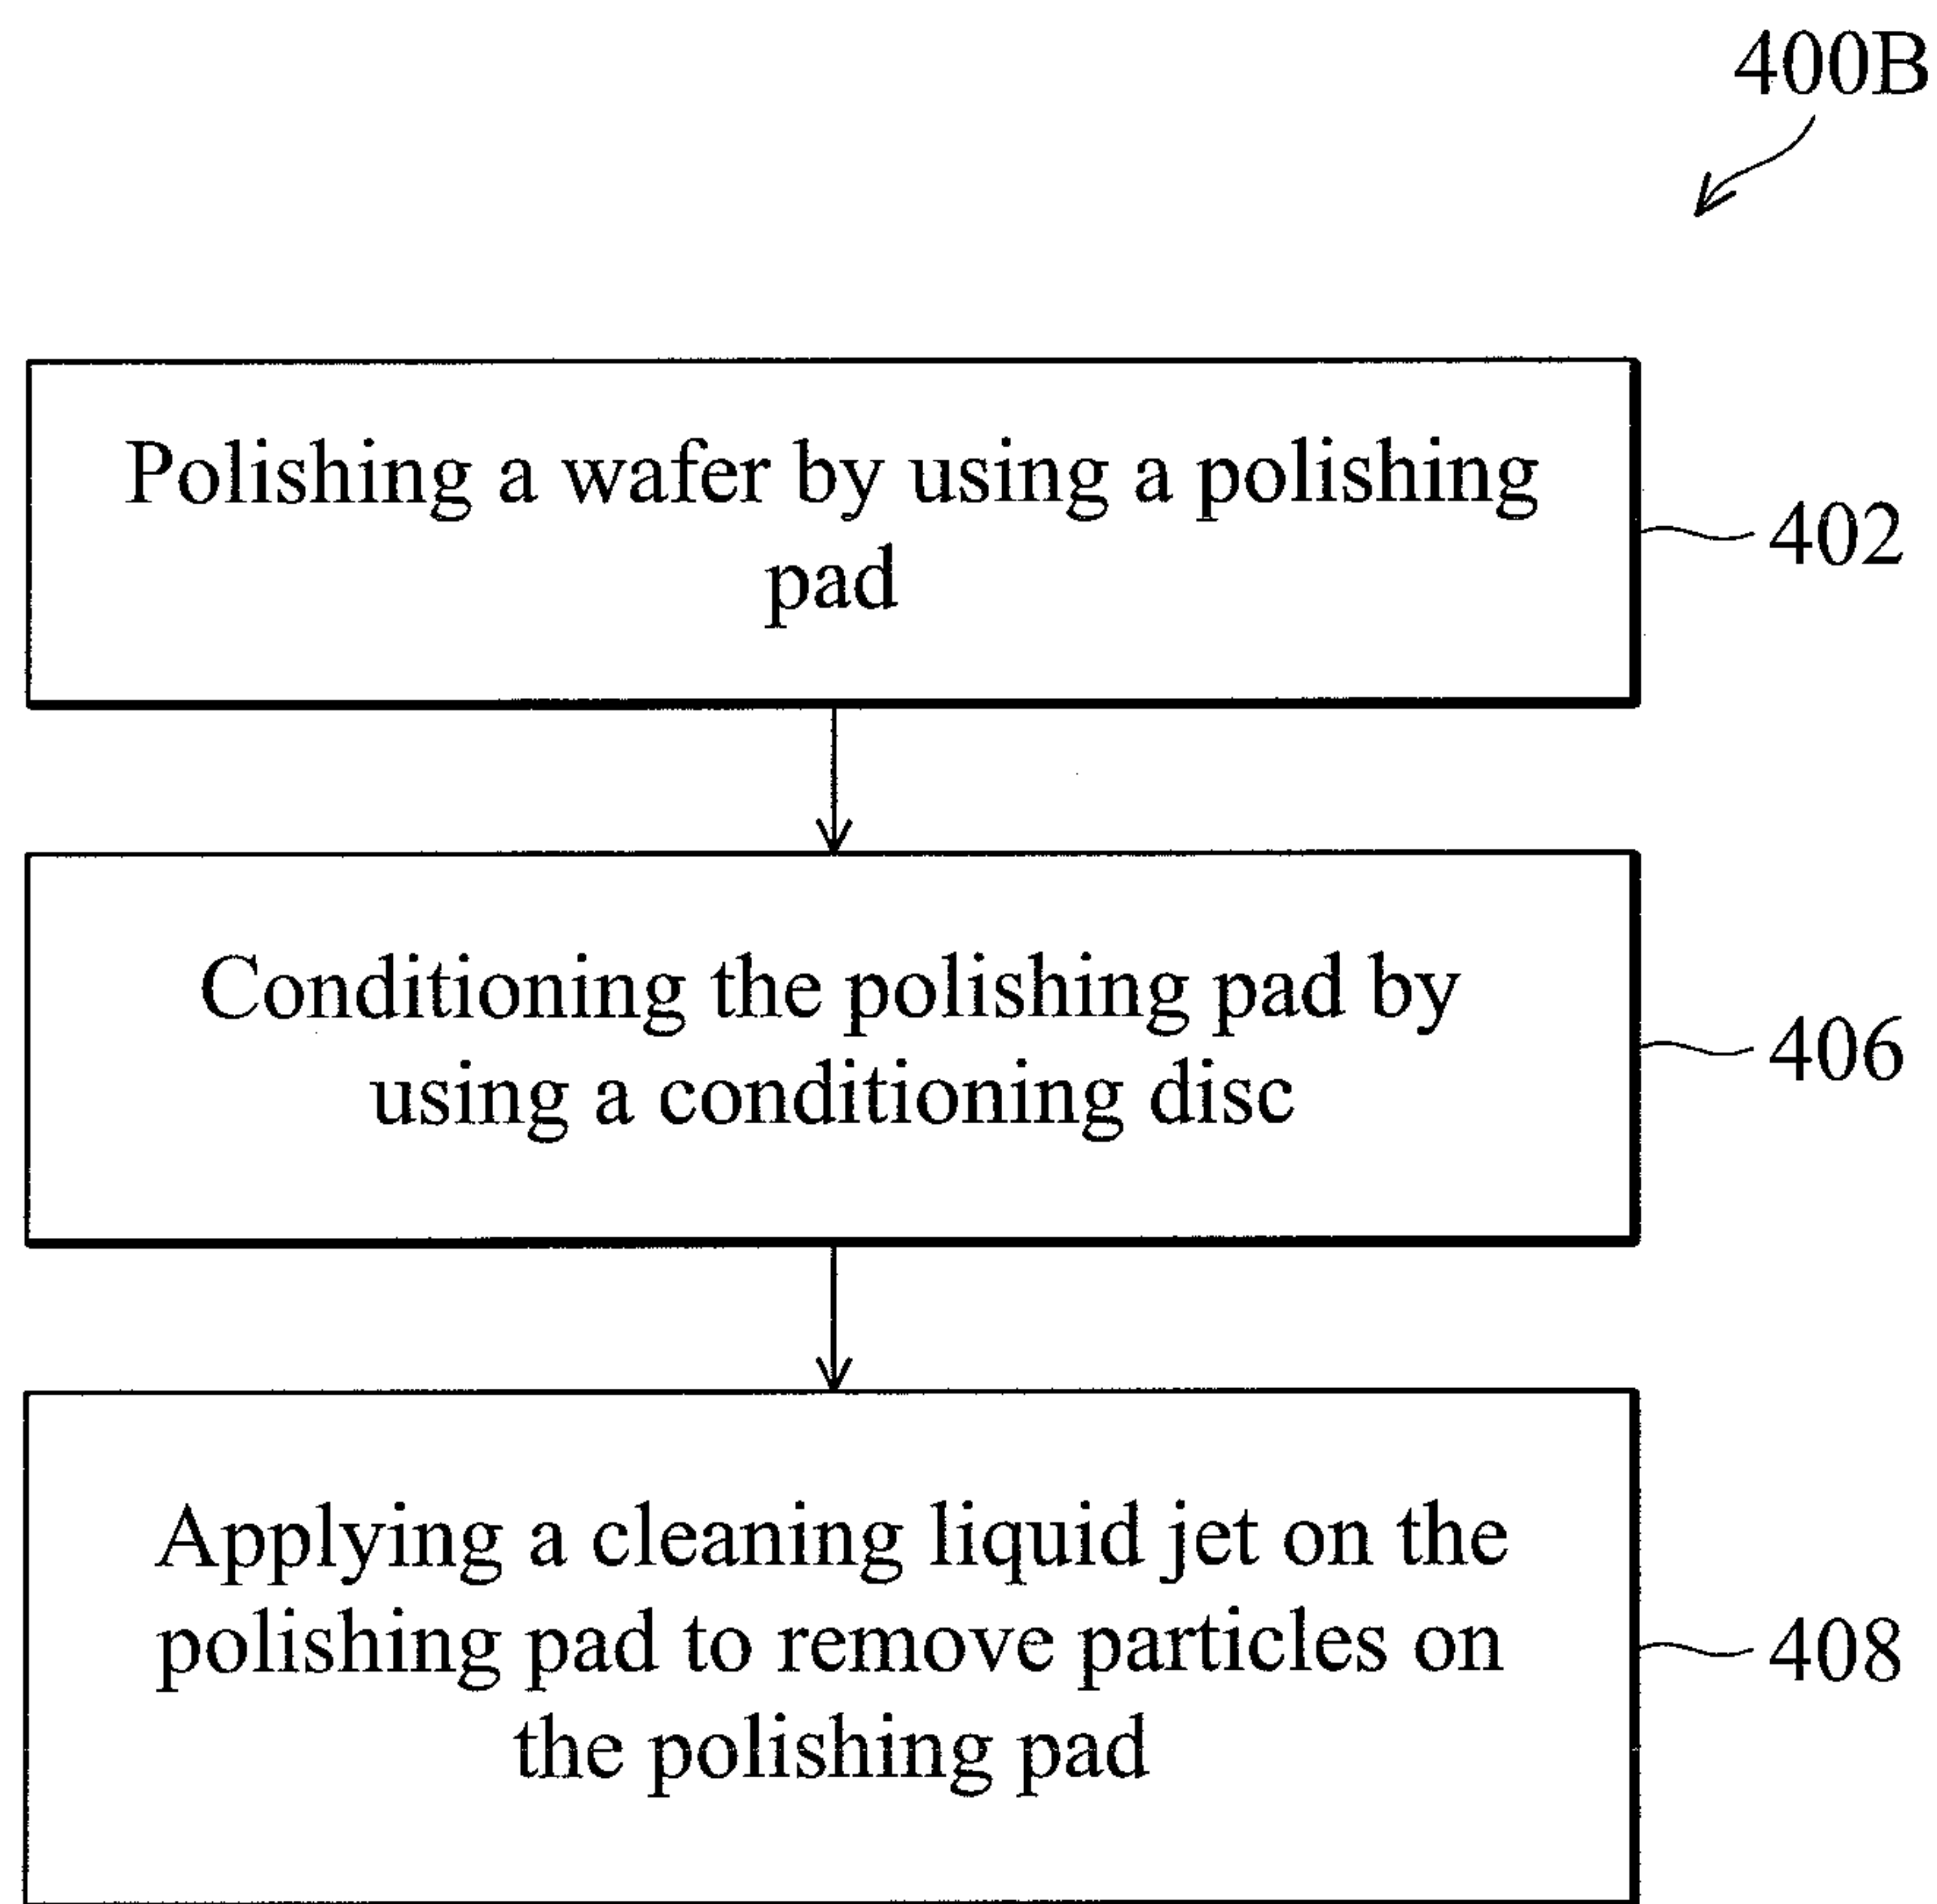 400B
Polishing a wafer by using a polishing
pad
402
Conditioning the polishing pad by
using a conditioning disc
406
Applying a cleaning liquid jet on the
polishing pad to remove particles on
the polishing pad
408